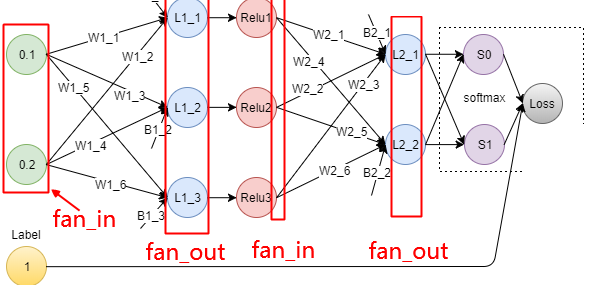 L1_1
Relu1
0.1
W1_1
W1_2
W2_1
B2_1
L2_1
S0
W2_4
W1_5
W1_3
W2_2
W2_3
softmax
Loss
L1_2
Relu2
B1_2
W1_4
W2_5
L2_2
S1
0.2
W1_6
W2_6
B2_2
L1_3
Relu3
B1_3
fan_in
Label
fan_out
fan_in
fan_out
1